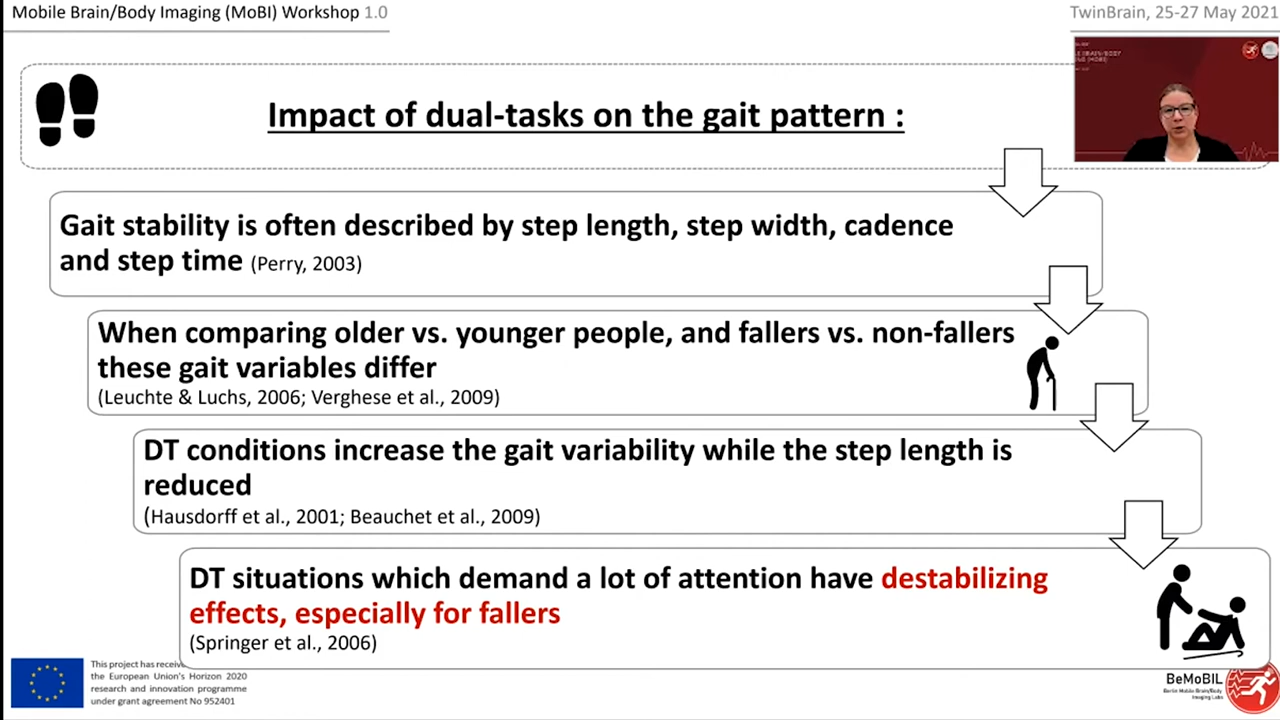 Mobile Brain/Body Imaging (MoBI) Workshop 1.0
TwinBrain, 25-27 May 2021
Impact of dual-tasks on the gait pattern :
Gait stability is often described by step length, step width, cadence
and step time (Perry, 2003)
When comparing older vs. younger people, and fallers vs. non-fallers
these gait variables differ
(Leuchte & Luchs, 2006; Verghese et al., 2009)
DT conditions increase the gait variability while the step length is
reduced
(Hausdorff et al., 2001; Beauchet et al., 2009)
DT situations which demand a lot of attention have destabilizing
effects, especially for fallers
(Springer et al., 2006)
This project has
the European Union's Horizon 2020
research and innovation programme
under grant agreement No 952401
BeMoBIL
Berlin Mobile Brain/Body
Imaging Labs